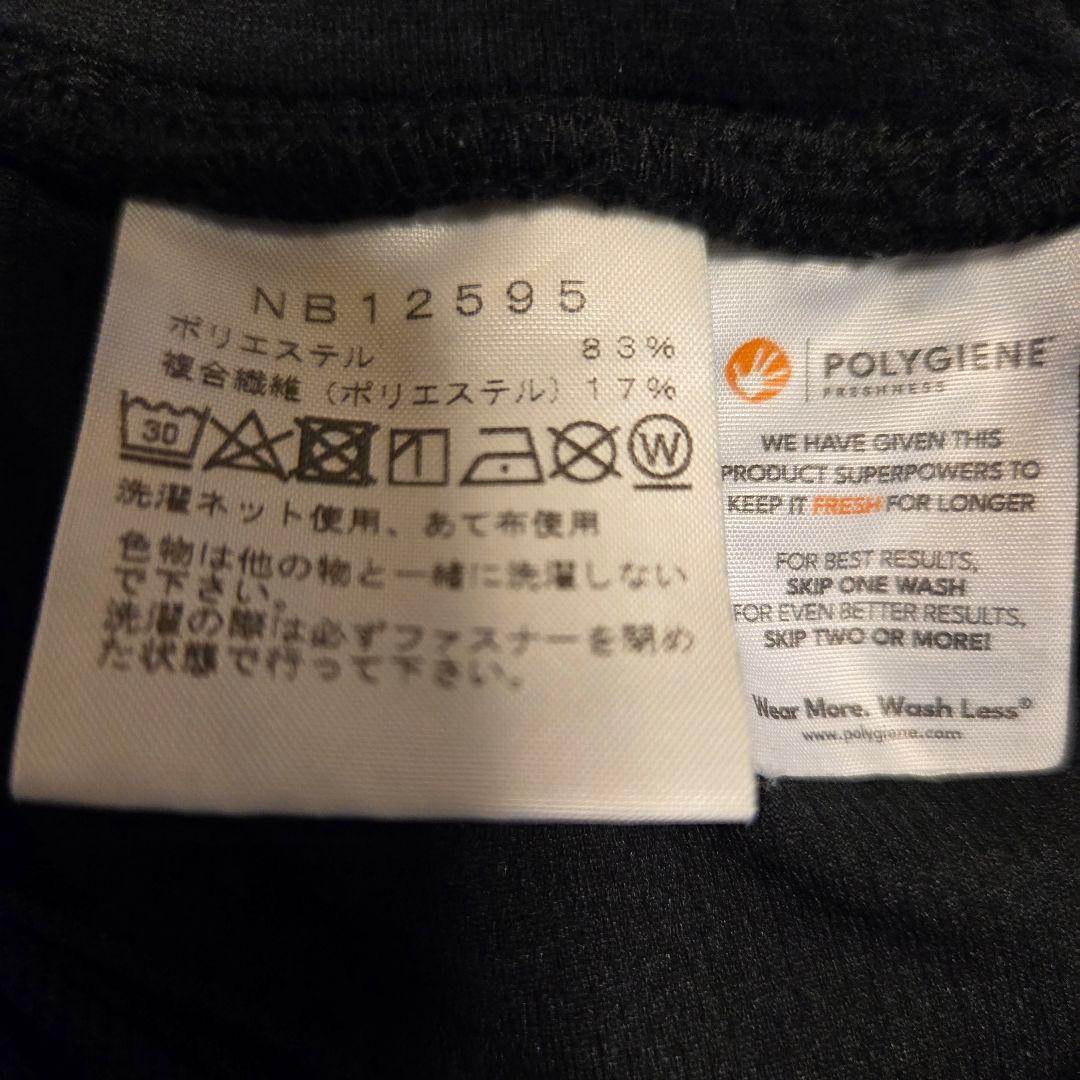 NB12595
ポリエステル 83%
複合繊維（ポリエステル）17%
30 W
洗濯ネット使用、あて布使用
色物は他の物と一緒に洗濯しない
で下さい。
洗濯の際は必ずファスナーを閉め
た状態で行って下さい。
POLYGIENE™
FRESHNESS
WE HAVE GIVEN THIS
PRODUCT SUPERPOWERS TO
KEEP IT FRESH FOR LONGER
FOR BEST RESULTS,
SKIP ONE WASH
FOR EVEN BETTER RESULTS,
SKIP TWO OR MORE!
Wear More. Wash Less®
www.polygiene.com